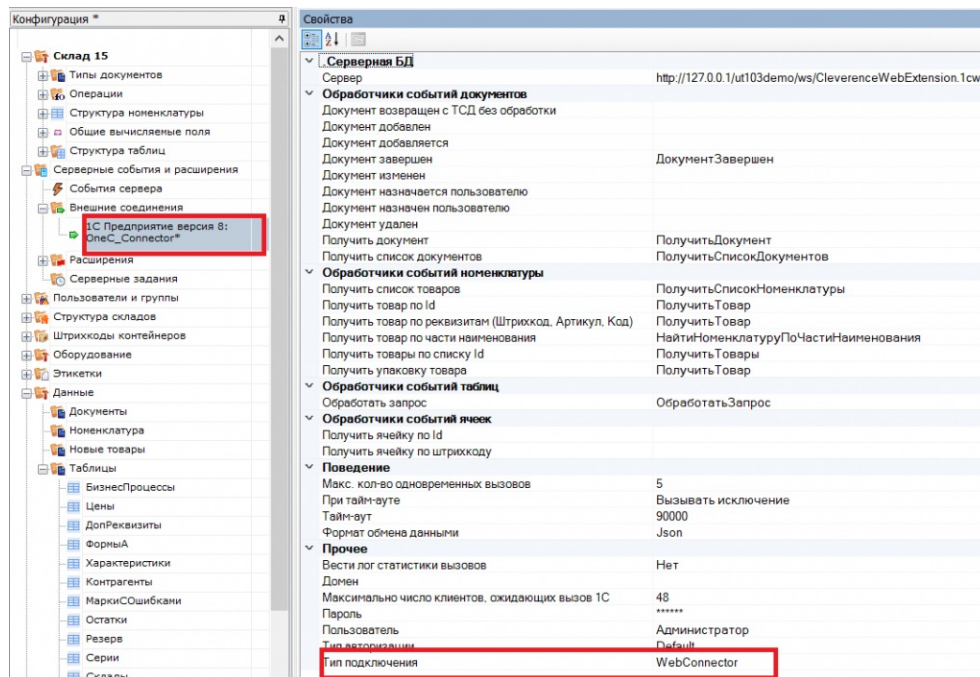 Конфигурация *
Склад 15
Типы документов
Операции
Структура номенклатуры
Общие вычисляемые поля
Структура таблиц
Серверные события и расширения
События сервера
Внешние соединения
1С Предприятие версия 8:
OneC_Connector*
Расширения
Серверные задания
Пользователи и группы
Структура складов
Штрихкоды контейнеров
Оборудование
Этикетки
Данные
Документы
Номенклатура
Новые товары
Таблицы
БизнесПроцессы
Цены
ДопРеквизиты
ФормыА
Характеристики
Контрагенты
МаркиСОшибками
Остатки
Резерв
Серии
Склады
Свойства
.Серверная БД
Сервер http://127.0.0.1/ut103demo/ws/CleverenceWebExtension.1cw
Обработчики событий документов
Документ возвращен с ТСД без обработки
Документ добавлен
Документ добавляется
Документ завершен ДокументЗавершен
Документ изменен
Документ назначается пользователю
Документ назначен пользователю
Документ удален
Получить документ ПолучитьДокумент
Получить список документов ПолучитьСписокДокументов
Обработчики событий номенклатуры
Получить список товаров ПолучитьСписокНоменклатуры
Получить товар по Id ПолучитьТовар
Получить товар по реквизитам (Штрихкод, Артикул, Код) ПолучитьТовар
Получить товар по части наименования НайтиНоменклатуруПоЧастиНаименования
Получить товары по списку Id ПолучитьТовары
Получить упаковку товара ПолучитьТовар
Обработчики событий таблиц
Обработать запрос ОбработатьЗапрос
Обработчики событий ячеек
Получить ячейку по Id
Получить ячейку по штрихкоду
Поведение
Макс. кол-во одновременных вызовов 5
При тайм-ауте Вызывать исключение
Тайм-аут 90000
Формат обмена данными Json
Прочее
Вести лог статистики вызовов Нет
Домен
Максимально число клиентов, ожидающих вызов 1С 48
Пароль ******
Пользователь Администратор
Тип авторизации Default
Тип подключения WebConnector